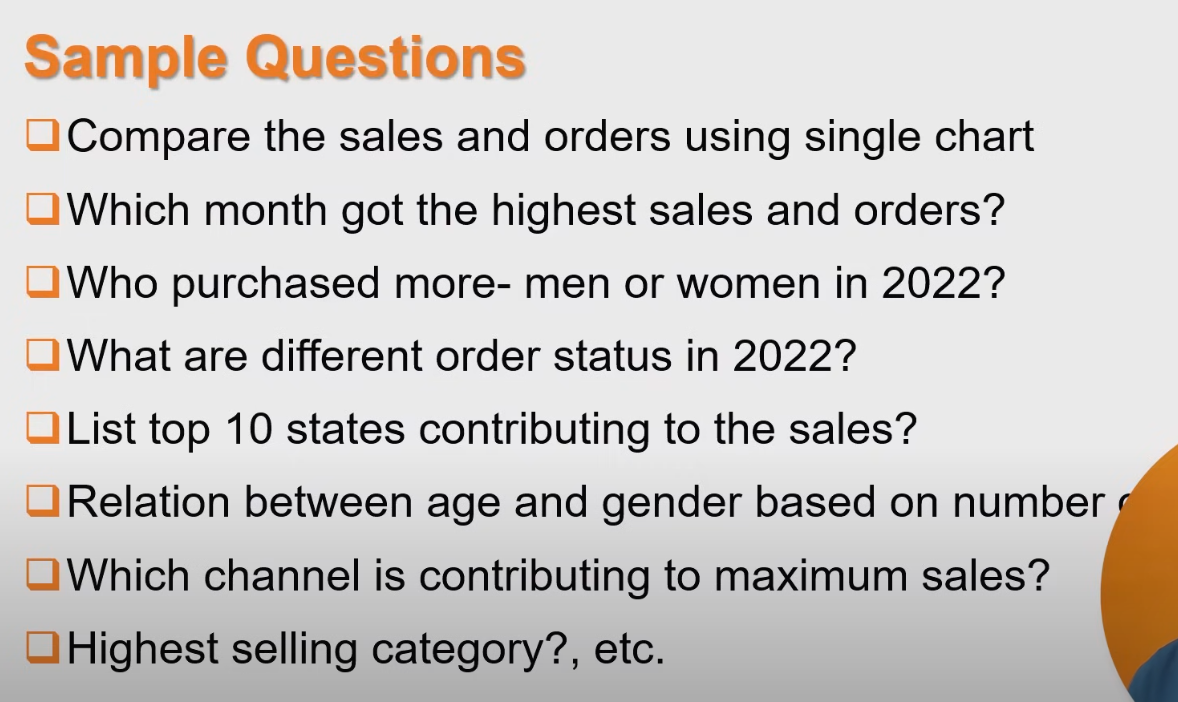 Sample Questions
Compare the sales and orders using single chart
Which month got the highest sales and orders?
Who purchased more- men or women in 2022?
What are different order status in 2022?
List top 10 states contributing to the sales?
Relation between age and gender based on number
Which channel is contributing to maximum sales?
Highest selling category?, etc.